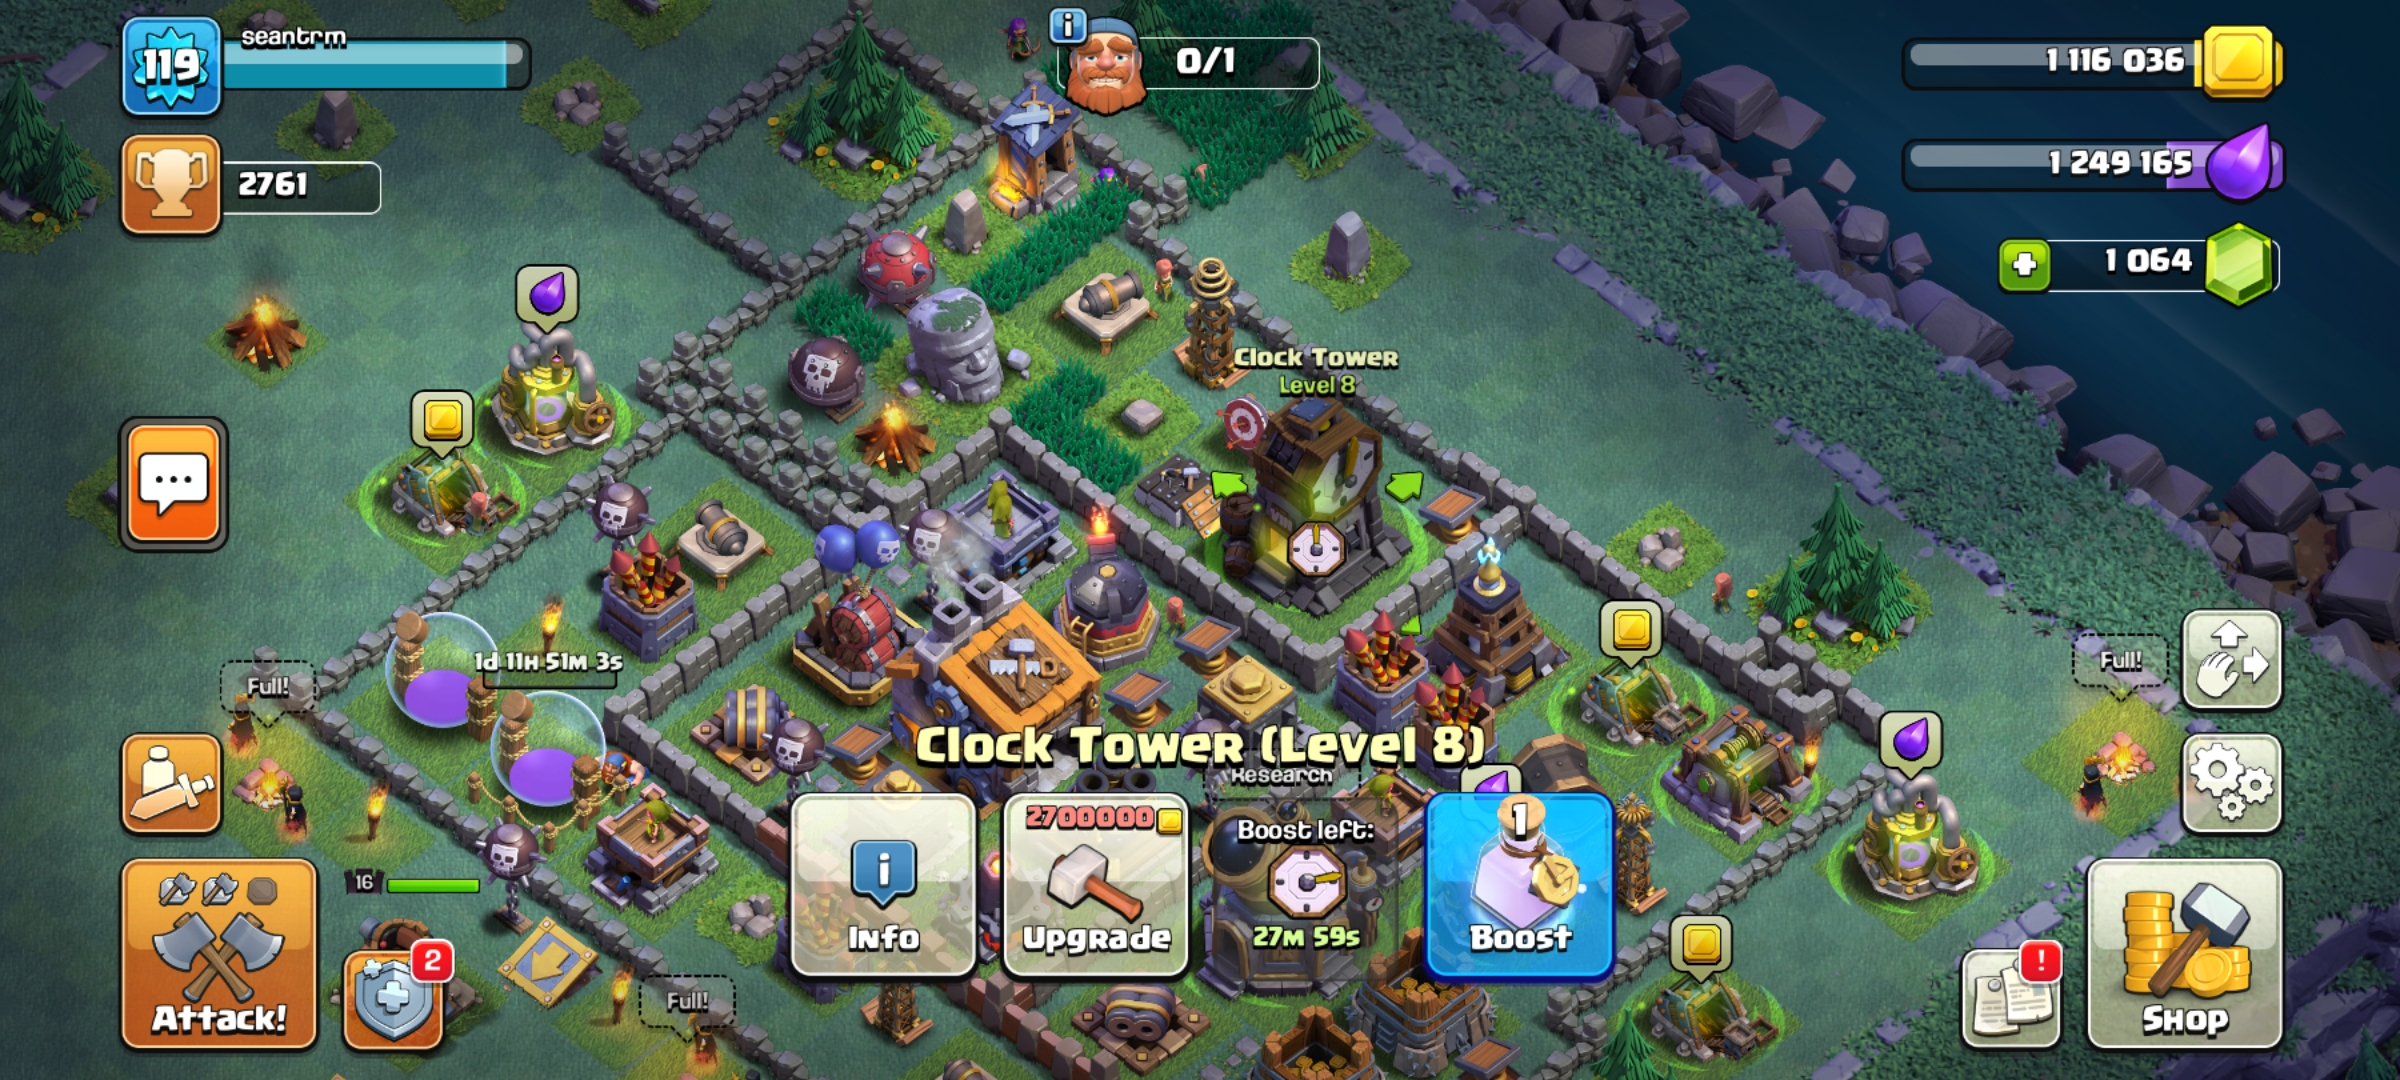 119
seantrm
0/1
1 116 036
2761
1 249 165
1 064
Clock Tower
Level 8
1d 11H 51M 3s
Full!
Full!
Clock Tower (Level 8)
Research
2700000
Boost left:
1
Info
Upgrade
27M 59s
Boost
16
2
Attack!
Full!
!
Shop